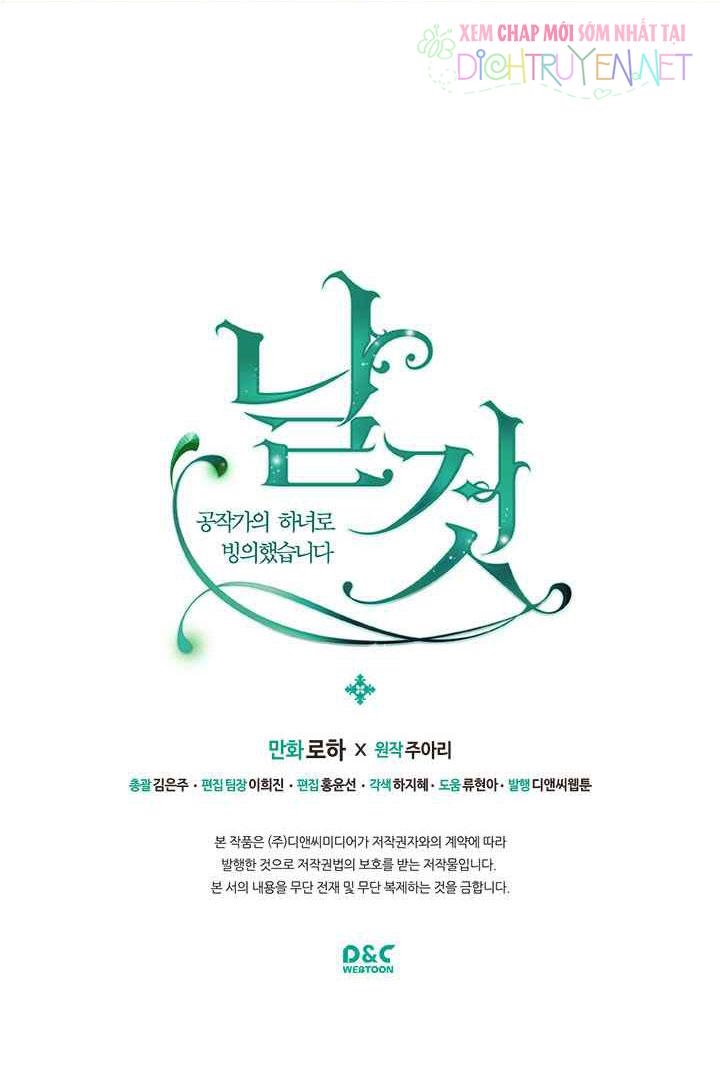 XEM CHAP MỚI SỚM NHẤT TẠI
DICHTRUYEN.NET
날것
공작가의 하녀로
빙의했습니다
만화 로하 X 원작 주아리
총괄 김은주 · 편집 팀장 이희진 · 편집 홍윤선 · 각색 하지혜 · 도움 류현아 · 발행 디앤씨웹툰
본 작품은 (주)디앤씨미디어가 저작권자와의 계약에 따라
발행한 것으로 저작권법의 보호를 받는 저작물입니다.
본 서의 내용을 무단 전재 및 무단 복제하는 것을 금합니다.
D&C
WEBTOON